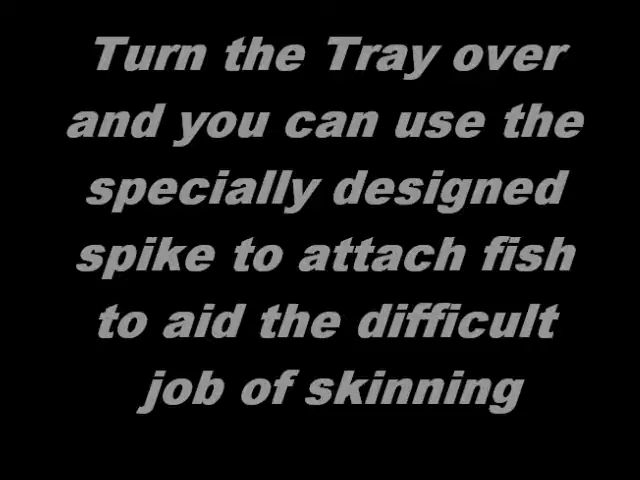 Turn the Tray over
and you can use the
specially designed
spike to attach fish
to aid the difficult
job of skinning